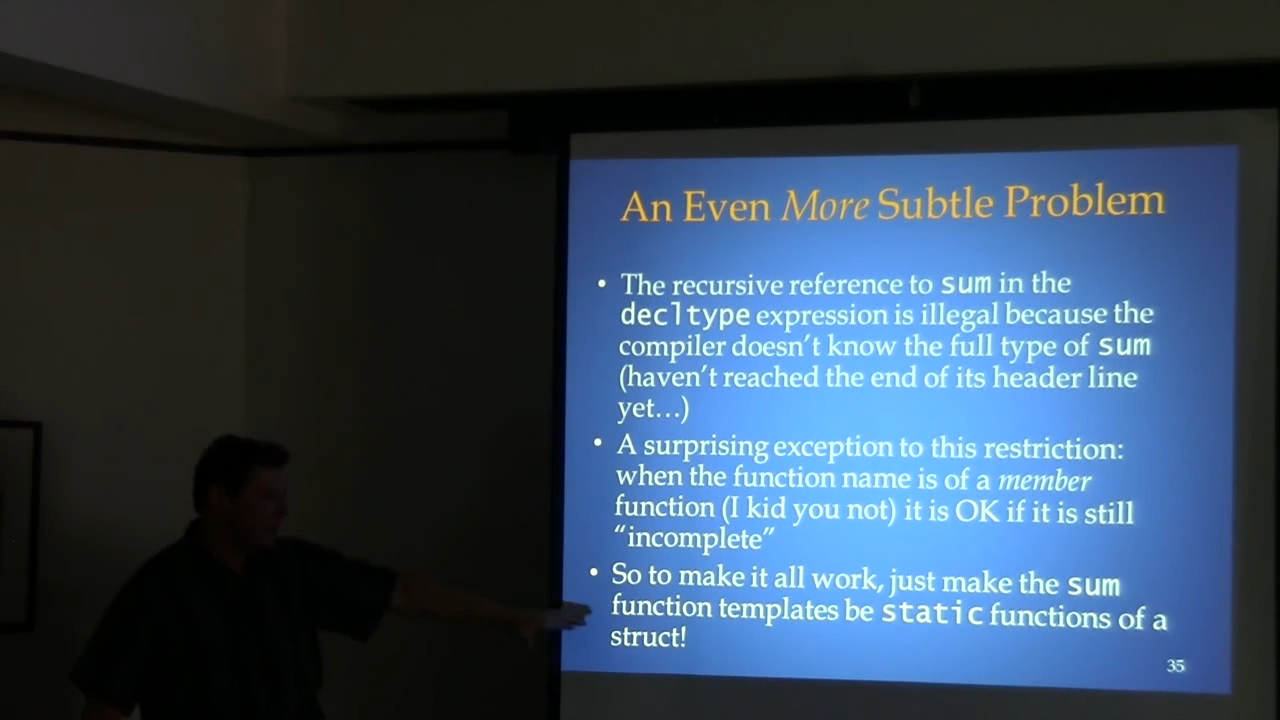 An Even More Subtle Problem
• The recursive reference to sum in the
decltype expression is illegal because the
compiler doesn't know the full type of sum
(haven't reached the end of its header line
yet…)
• A surprising exception to this restriction:
when the function name is of a member
function (I kid you not) it is OK if it is still
"incomplete"
• So to make it all work, just make the sum
function templates be static functions of a
struct!
35